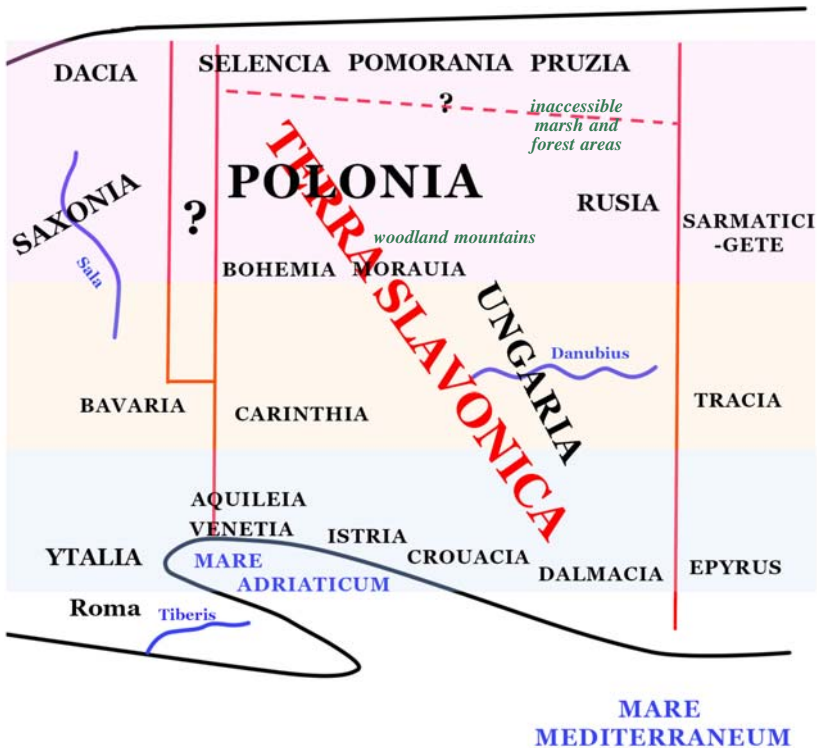 DACIA
SELENCIA POMORANIA PRUZIA
?
inaccessible
marsh and
forest areas
TERRA SLAVONICA
POLONIA
SAXONIA
?
RUSIA
SARMATICI
-GETE
woodland mountains
Sala
BOHEMIA MORAUIA
UNGARIA
Danubius
BAVARIA
CARINTHIA
TRACIA
AQUILEIA
VENETIA
ISTRIA
YTALIA
MARE
ADRIATICUM
CROUACIA
DALMACIA
EPYRUS
Roma
Tiberis
MARE
MEDITERRANEUM